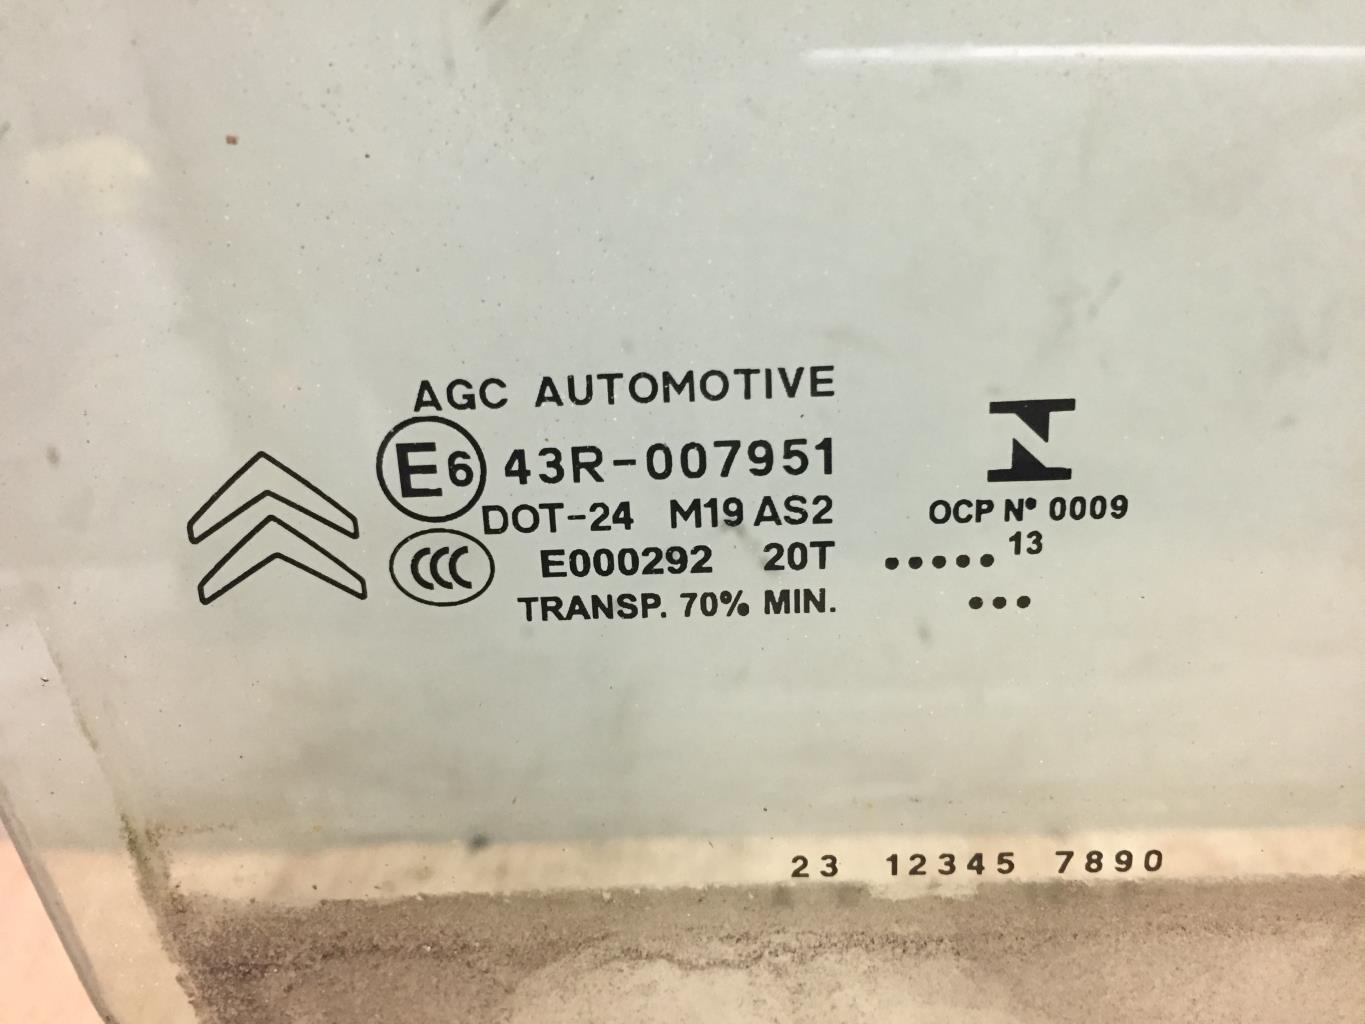 AGC AUTOMOTIVE
E6 43R-007951
DOT-24 M19 AS2
CCC E000292 20T
TRANSP. 70% MIN.
N
OCP Nº 0009
..... 13
...
23 12345 7890